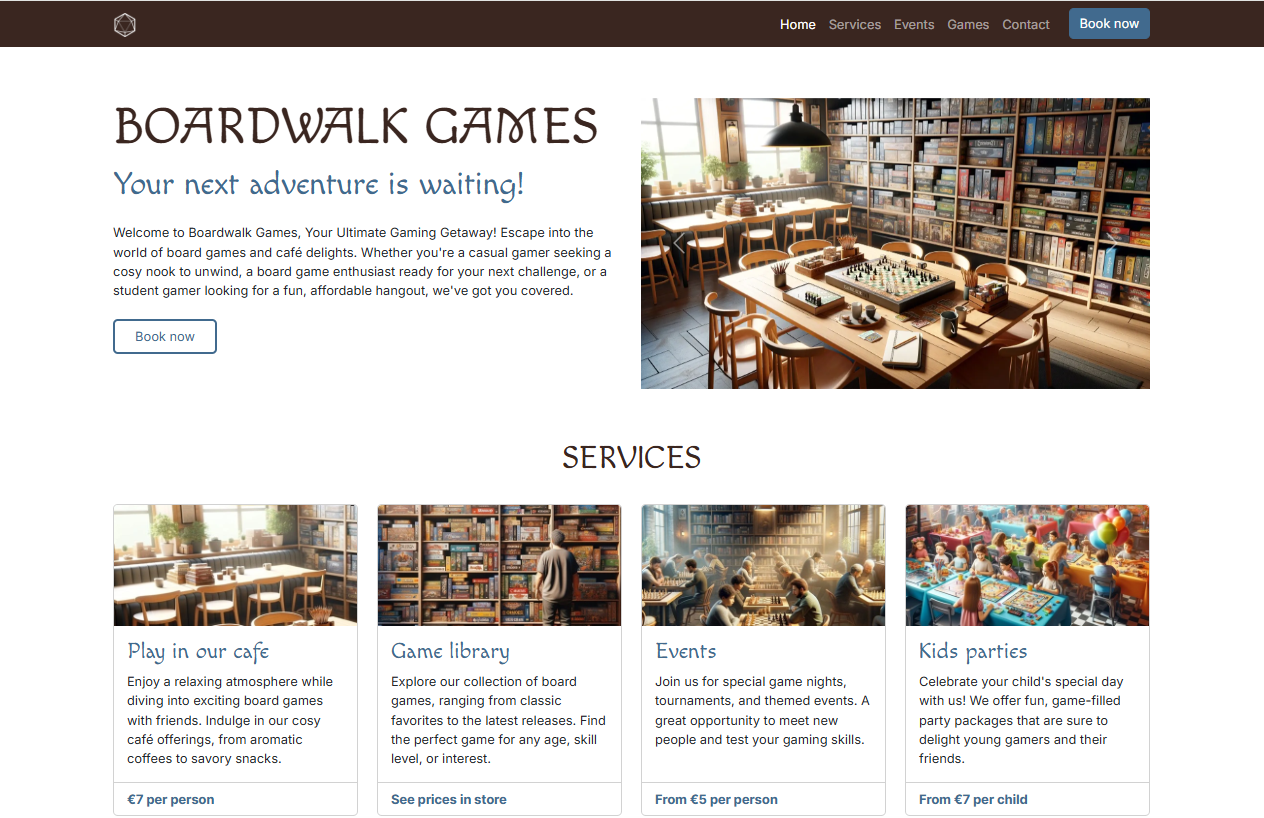 Home Services Events Games Contact Book now
BOARDWALK GAMES
Your next adventure is waiting!
Welcome to Boardwalk Games, Your Ultimate Gaming Getaway! Escape into the
world of board games and café delights. Whether you're a casual gamer seeking a
cosy nook to unwind, a board game enthusiast ready for your next challenge, or a
student gamer looking for a fun, affordable hangout, we've got you covered.
Book now
SERVICES
Play in our cafe
Enjoy a relaxing atmosphere while
diving into exciting board games
with friends. Indulge in our cosy
café offerings, from aromatic
coffees to savory snacks.
€7 per person
Game library
Explore our collection of board
games, ranging from classic
favorites to the latest releases. Find
the perfect game for any age, skill
level, or interest.
See prices in store
Events
Join us for special game nights,
tournaments, and themed events. A
great opportunity to meet new
people and test your gaming skills.
From €5 per person
Kids parties
Celebrate your child's special day
with us! We offer fun, game-filled
party packages that are sure to
delight young gamers and their
friends.
From €7 per child